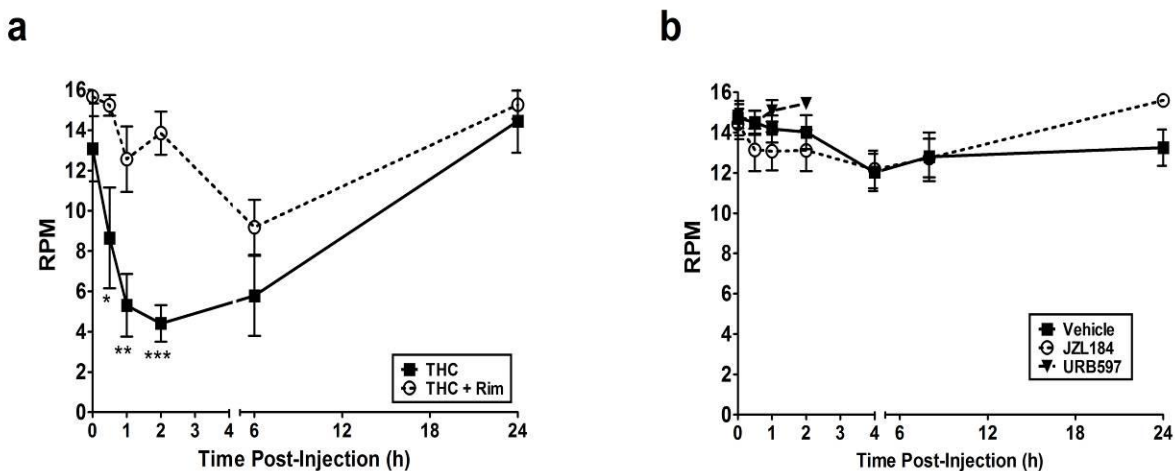 a
b
RPM
16
14
12
10
8
6
4
2
0
*
**
***
THC
THC + Rim
0 1 2 3 4 6 12 18 24
Time Post-Injection (h)
RPM
16
14
12
10
8
6
4
2
0
Vehicle
JZL184
URB597
0 1 2 3 4 6 12 18 24
Time Post-Injection (h)